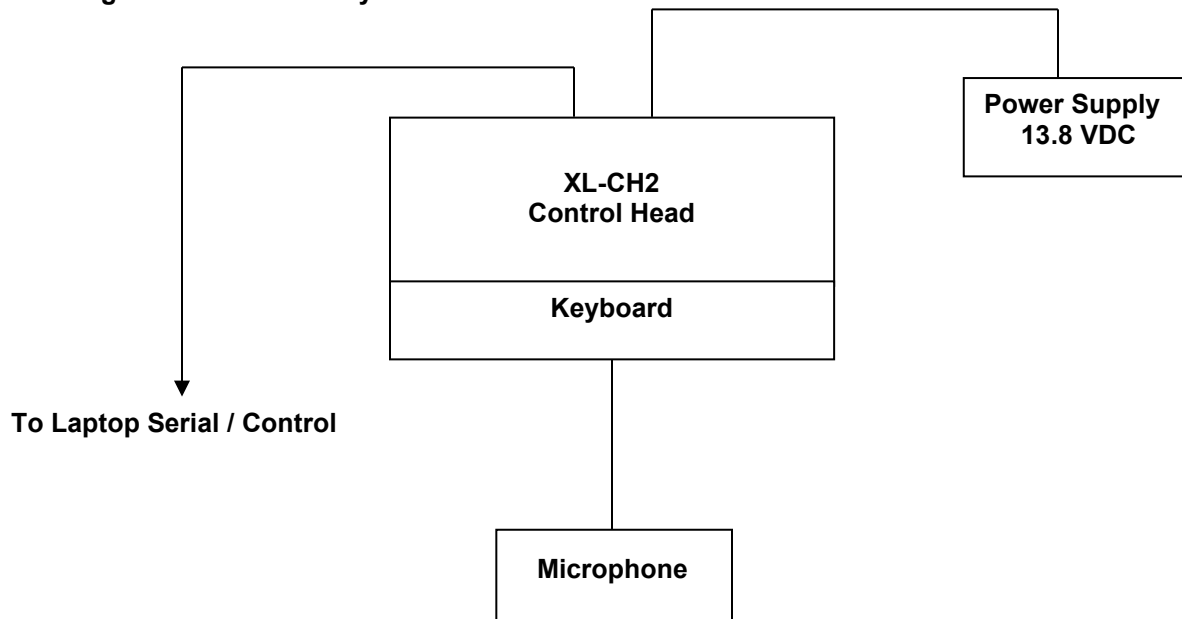 Power Supply
13.8 VDC
XL-CH2
Control Head
Keyboard
To Laptop Serial / Control
Microphone